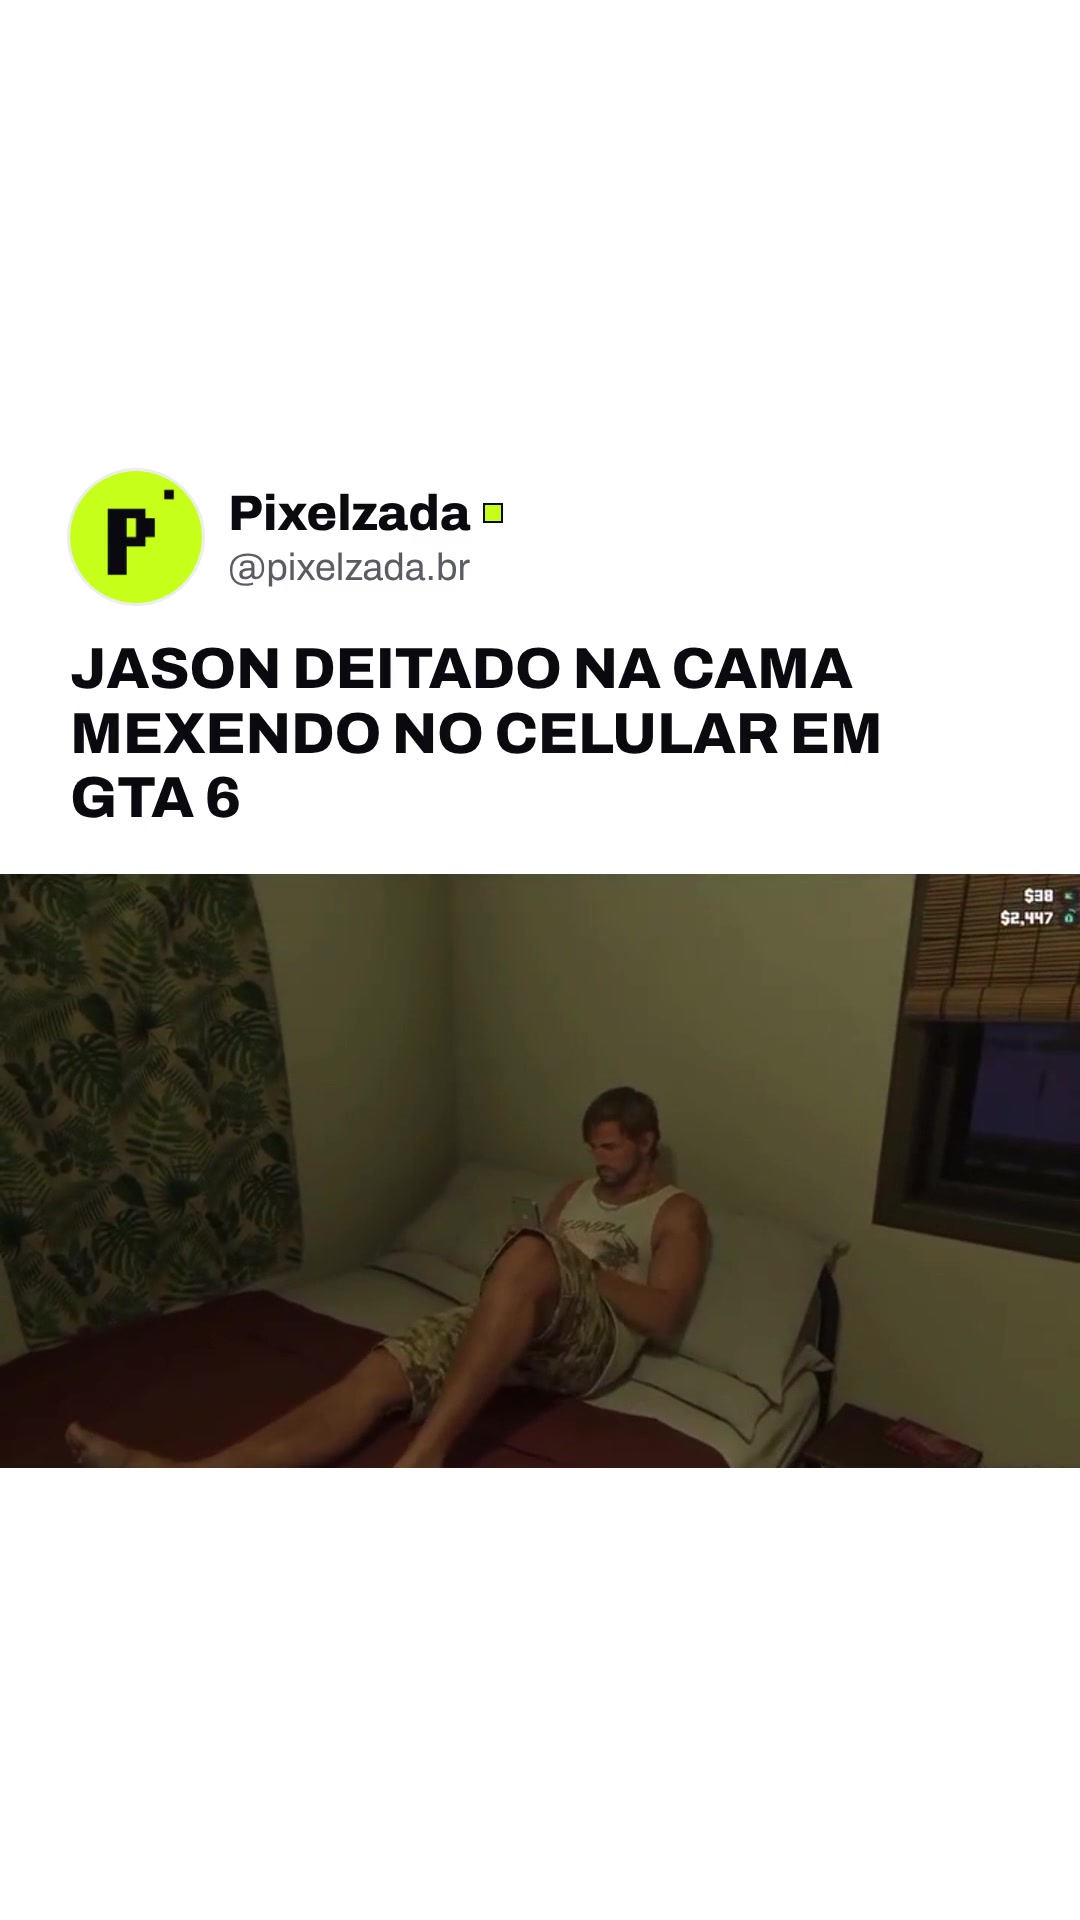 P
Pixelzada
@pixelzada.br
JASON DEITADO NA CAMA
MEXENDO NO CELULAR EM
GTA 6
$38
$2,447